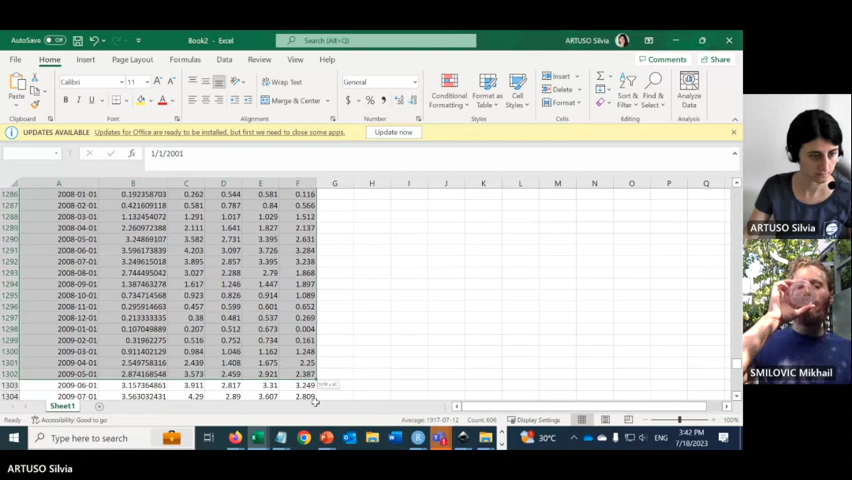 AutoSave Off Book2 - Excel Search (Alt+Q) ARTUSO Silvia
File Home Insert Page Layout Formulas Data Review View Help Comments Share
Paste Calibri 11 Wrap Text General Conditional Formatting Format as Table Cell Styles Insert Sort & Filter Find & Select Analyze Data
B I U Merge & Center $ % Delete
Format
Clipboard Font Alignment Number Styles Cells Editing Analysis
UPDATES AVAILABLE Updates for Office are ready to be installed, but first we need to close some apps. Update now
fx 1/1/2001
A B C D E F G H I J K L M N O P Q
1286 2008-01-01 0.192358703 0.262 0.544 0.581 0.116
1287 2008-02-01 0.421609118 0.581 0.787 0.84 0.566
1288 2008-03-01 1.132454072 1.291 1.017 1.029 1.512
1289 2008-04-01 2.260972388 2.111 1.641 1.827 2.137
1290 2008-05-01 3.24869107 3.582 2.731 3.395 2.631
1291 2008-06-01 3.596173839 4.203 3.097 3.726 3.284
1292 2008-07-01 3.249615018 3.895 2.857 3.395 3.238
1293 2008-08-01 2.744495042 3.027 2.288 2.79 1.868
1294 2008-09-01 1.387463278 1.617 1.246 1.447 1.897
1295 2008-10-01 0.734714568 0.923 0.826 0.914 1.089
1296 2008-11-01 0.295914663 0.457 0.599 0.601 0.652
1297 2008-12-01 0.213333335 0.38 0.481 0.537 0.269
1298 2009-01-01 0.107049889 0.207 0.512 0.673 0.004
1299 2009-02-01 0.31962275 0.516 0.752 0.734 0.161
1300 2009-03-01 0.911402129 0.984 1.046 1.162 1.248
1301 2009-04-01 2.549758316 2.439 1.408 1.675 2.25
1302 2009-05-01 2.874168548 3.573 2.459 2.921 2.387
1303 2009-06-01 3.157364861 3.911 2.817 3.31 3.249
1304 2009-07-01 3.563032431 4.29 2.89 3.607 2.809
Sheet1
Ready Accessibility: Good to go Average: 1917-07-12 Count: 606 Display Settings 100%
Type here to search 30°C ENG 3:42 PM
7/18/2023
ARTUSO Silvia
SMILOVIC Mikhail
ARTUSO Silvia